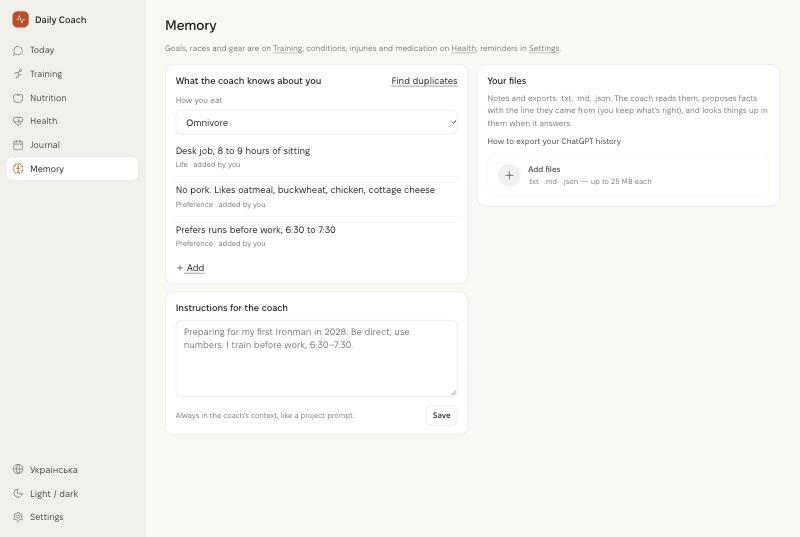 Daily Coach
Today
Training
Nutrition
Health
Journal
Memory
Українська
Light / dark
Settings
Memory
Goals, races and gear are on Training; conditions, injuries and medication on Health; reminders in Settings.
What the coach knows about you
Find duplicates
How you eat
Omnivore
Desk job, 8 to 9 hours of sitting
Life · added by you
No pork. Likes oatmeal, buckwheat, chicken, cottage cheese
Preference · added by you
Prefers runs before work, 6:30 to 7:30
Preference · added by you
+ Add
Instructions for the coach
Preparing for my first Ironman in 2028. Be direct, use
numbers. I train before work, 6:30–7:30.
Always in the coach's context, like a project prompt.
Save
Your files
Notes and exports: .txt, .md, .json. The coach reads them, proposes facts
with the line they came from (you keep what's right), and looks things up in
them when it answers.
How to export your ChatGPT history
Add files
.txt · .md · .json — up to 25 MB each